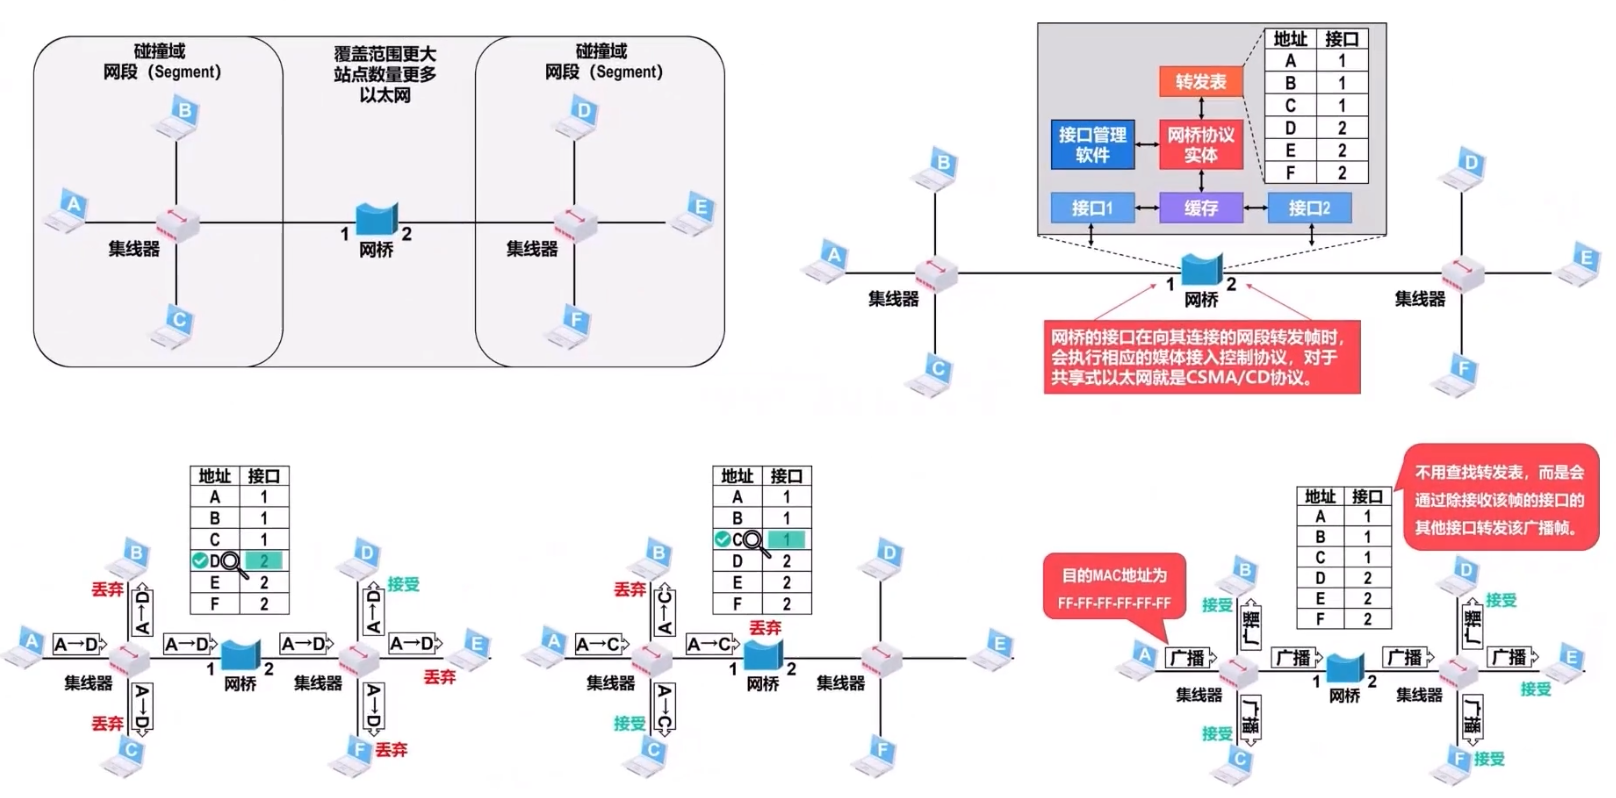 碰撞域
网段（Segment）
B
A
集线器
C
覆盖范围更大
站点数量更多
以太网
1
2
网桥
碰撞域
网段（Segment）
D
E
集线器
F
地址 接口
A 1
B 1
C 1
D 2
E 2
F 2
转发表
接口管理
软件
网桥协议
实体
接口1
缓存
接口2
B
A
集线器
C
1
2
网桥
D
E
集线器
F
网桥的接口在向其连接的网段转发帧时，
会执行相应的媒体接入控制协议，对于
共享式以太网就是CSMA/CD协议。
地址 接口
A 1
B 1
C 1
D 2
E 2
F 2
B
丢弃
A→D
A
A→D
A→D
集线器
1
2
网桥
丢弃
A→D
C
D
接受
A→D
A→D
A→D
E
丢弃
集线器
A→D
F
丢弃
地址 接口
A 1
B 1
C 1
D 2
E 2
F 2
B
丢弃
A→C
A
A→C
A→C
丢弃
集线器
1
2
网桥
接受
A→C
C
D
E
集线器
F
不用查找转发表，而是会
通过除接收该帧的接口的
其他接口转发该广播帧。
地址 接口
A 1
B 1
C 1
D 2
E 2
F 2
目的MAC地址为
FF-FF-FF-FF-FF-FF
B
接受
广播
A
广播
广播
集线器
1
2
网桥
接受
广播
C
D
接受
广播
广播
广播
E
接受
集线器
广播
F
接受